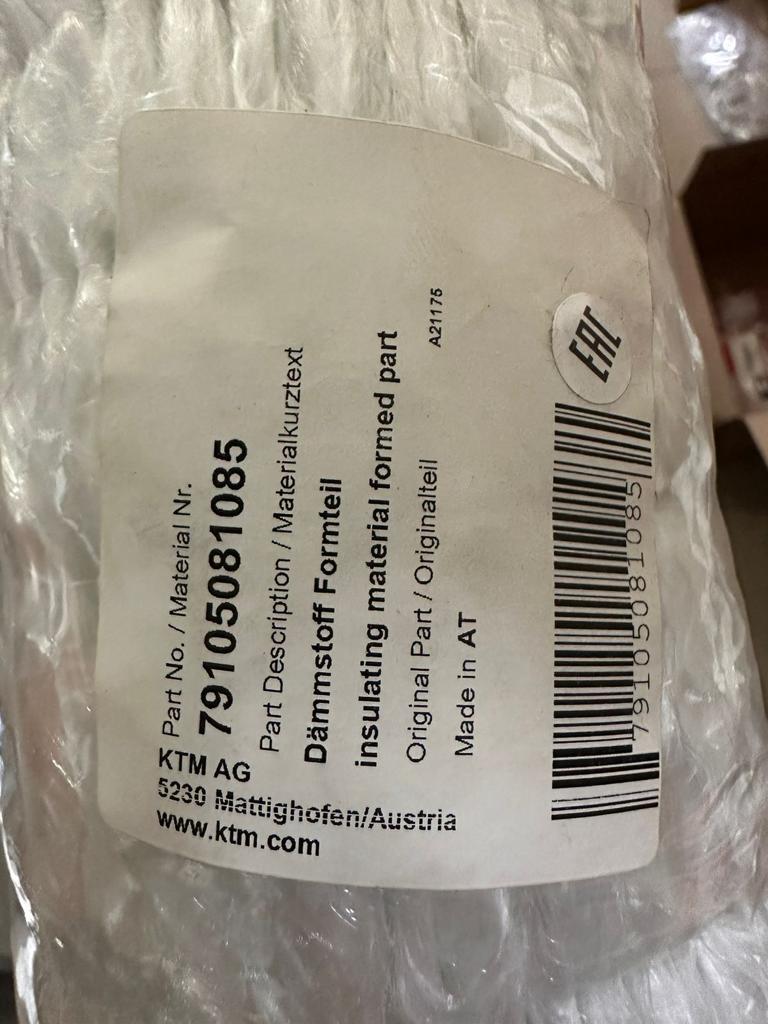 Part No. / Material Nr.
79105081085
Part Description / Materialkurztext
Dämmstoff Formteil
insulating material formed part
Original Part / Originalteil
A21175
Made in AT
KTM AG
5230 Mattighofen/Austria
www.ktm.com
EAC
79105081085